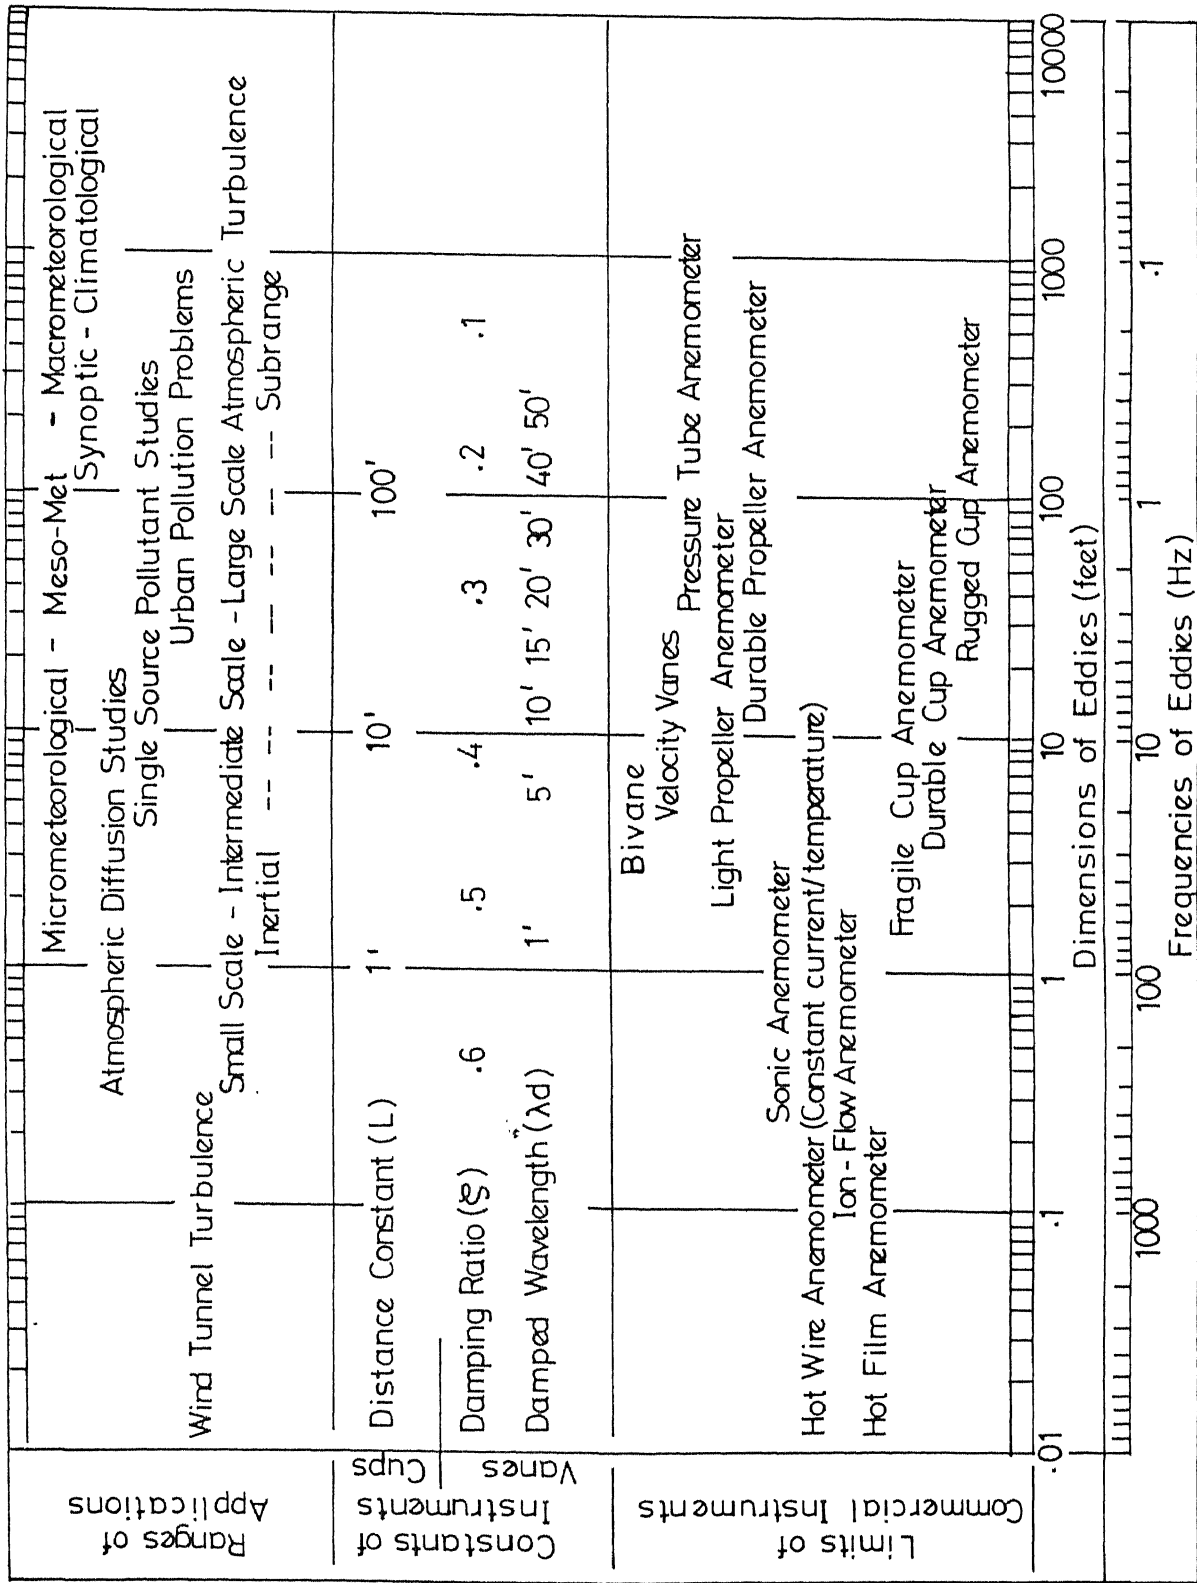 Ranges of
Applications
Micrometeorological - Meso-Met - Macrometeorological
Synoptic - Climatological
Atmospheric Diffusion Studies
Single Source Pollutant Studies
Urban Pollution Problems
Wind Tunnel Turbulence
Small Scale - Intermediate Scale - Large Scale Atmospheric Turbulence
Inertial -- -- -- -- -- -- -- -- Subrange
Constants of
Instruments
Cups
Distance Constant (L) 1' 10' 100'
Vanes
Damping Ratio (ζ) .6 .5 .4 .3 .2 .1
Damped Wavelength (λd) 1' 5' 10' 15' 20' 30' 40' 50'
Limits of
Commercial Instruments
Bivane
Velocity Vanes
Pressure Tube Anemometer
Light Propeller Anemometer
Durable Propeller Anemometer
Sonic Anemometer
Hot Wire Anemometer (Constant current/temperature)
Ion - Flow Anemometer
Hot Film Anemometer
Fragile Cup Anemometer
Durable Cup Anemometer
Rugged Cup Anemometer
.01 .1 1 10 100 1000 10000
Dimensions of Eddies (feet)
1000 100 10 1 .1
Frequencies of Eddies (Hz)